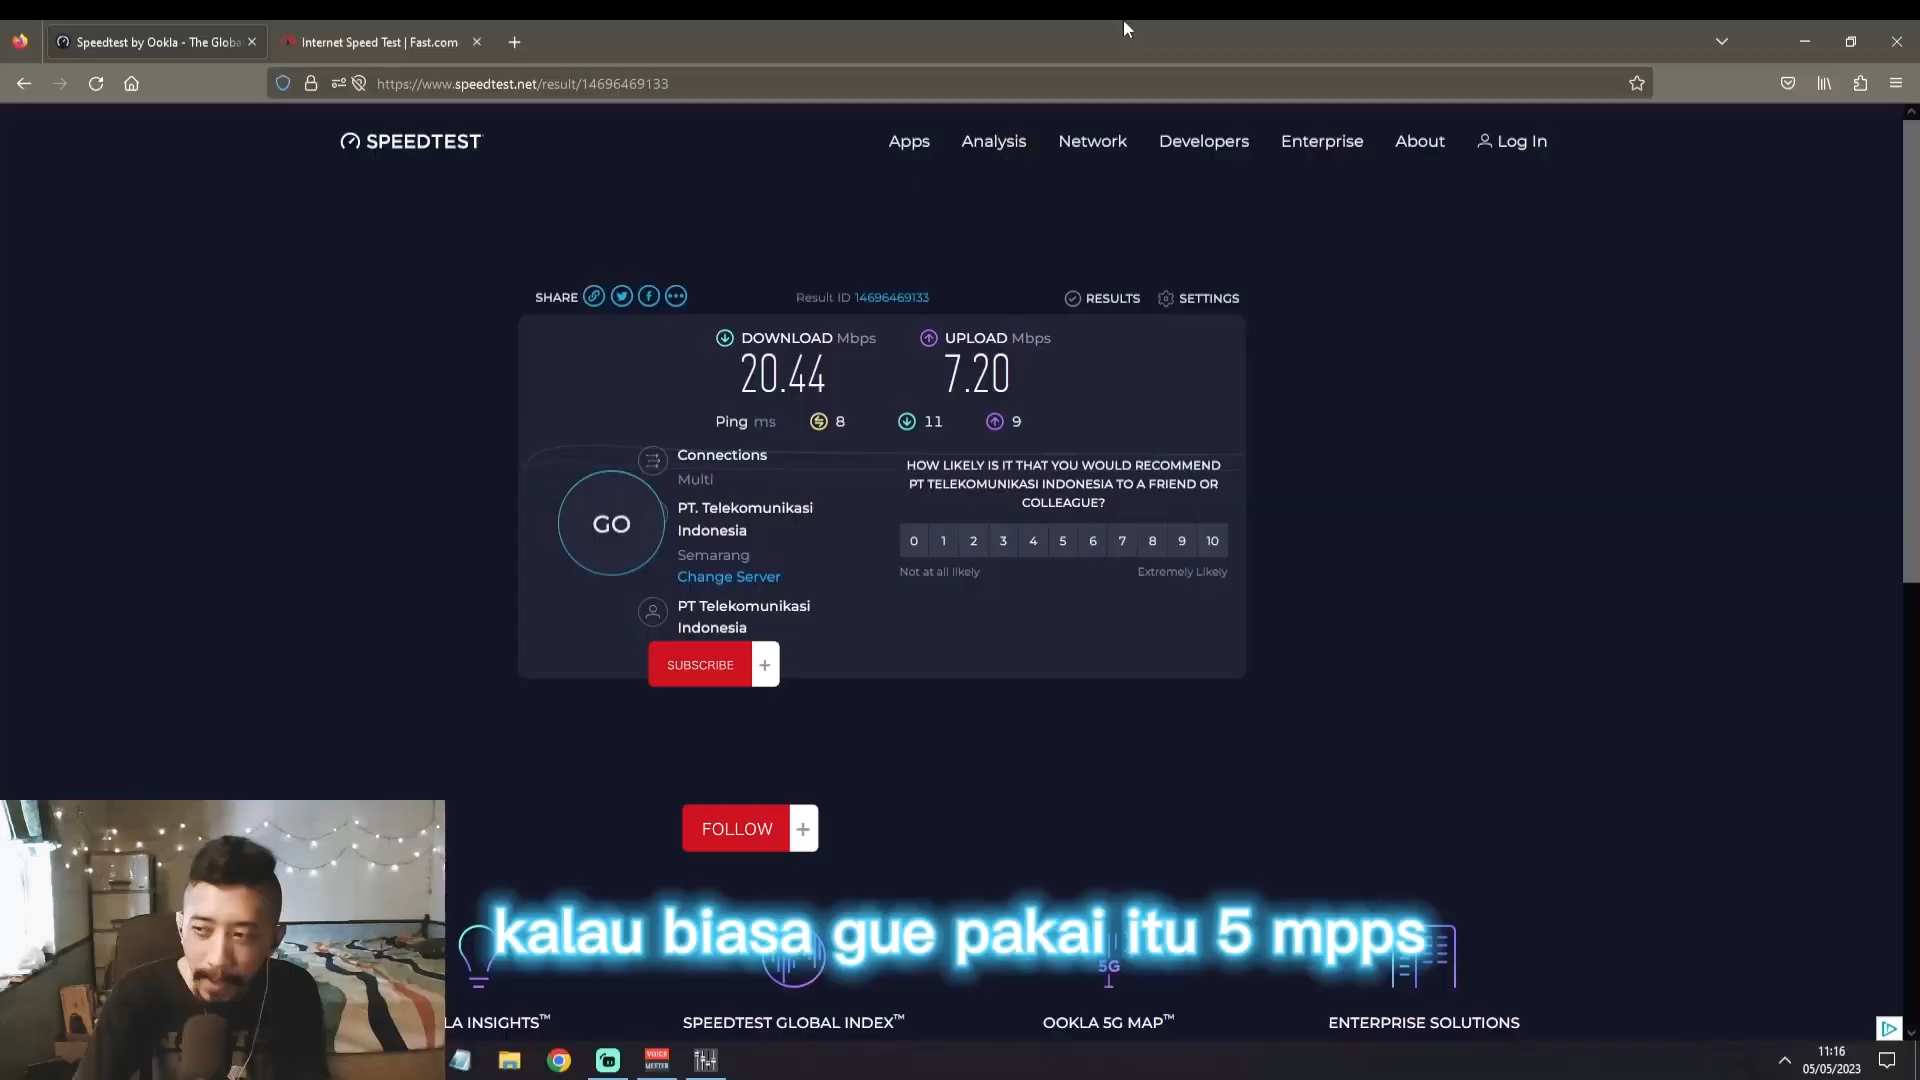 Speedtest by Ookla - The Globa
Internet Speed Test | Fast.com
https://www.speedtest.net/result/14696469133
SPEEDTEST
Apps
Analysis
Network
Developers
Enterprise
About
Log In
SHARE
Result ID 14696469133
RESULTS
SETTINGS
DOWNLOAD Mbps
20.44
UPLOAD Mbps
7.20
Ping ms
8
11
9
Connections
Multi
PT. Telekomunikasi
Indonesia
Semarang
Change Server
PT Telekomunikasi
Indonesia
GO
HOW LIKELY IS IT THAT YOU WOULD RECOMMEND
PT TELEKOMUNIKASI INDONESIA TO A FRIEND OR
COLLEAGUE?
0 1 2 3 4 5 6 7 8 9 10
Not at all likely
Extremely Likely
SUBSCRIBE +
FOLLOW +
kalau biasa gue pakai itu 5 mpps
5G
LA INSIGHTS™
SPEEDTEST GLOBAL INDEX™
OOKLA 5G MAP™
ENTERPRISE SOLUTIONS
VOICE
MEETER
11:16
05/05/2023